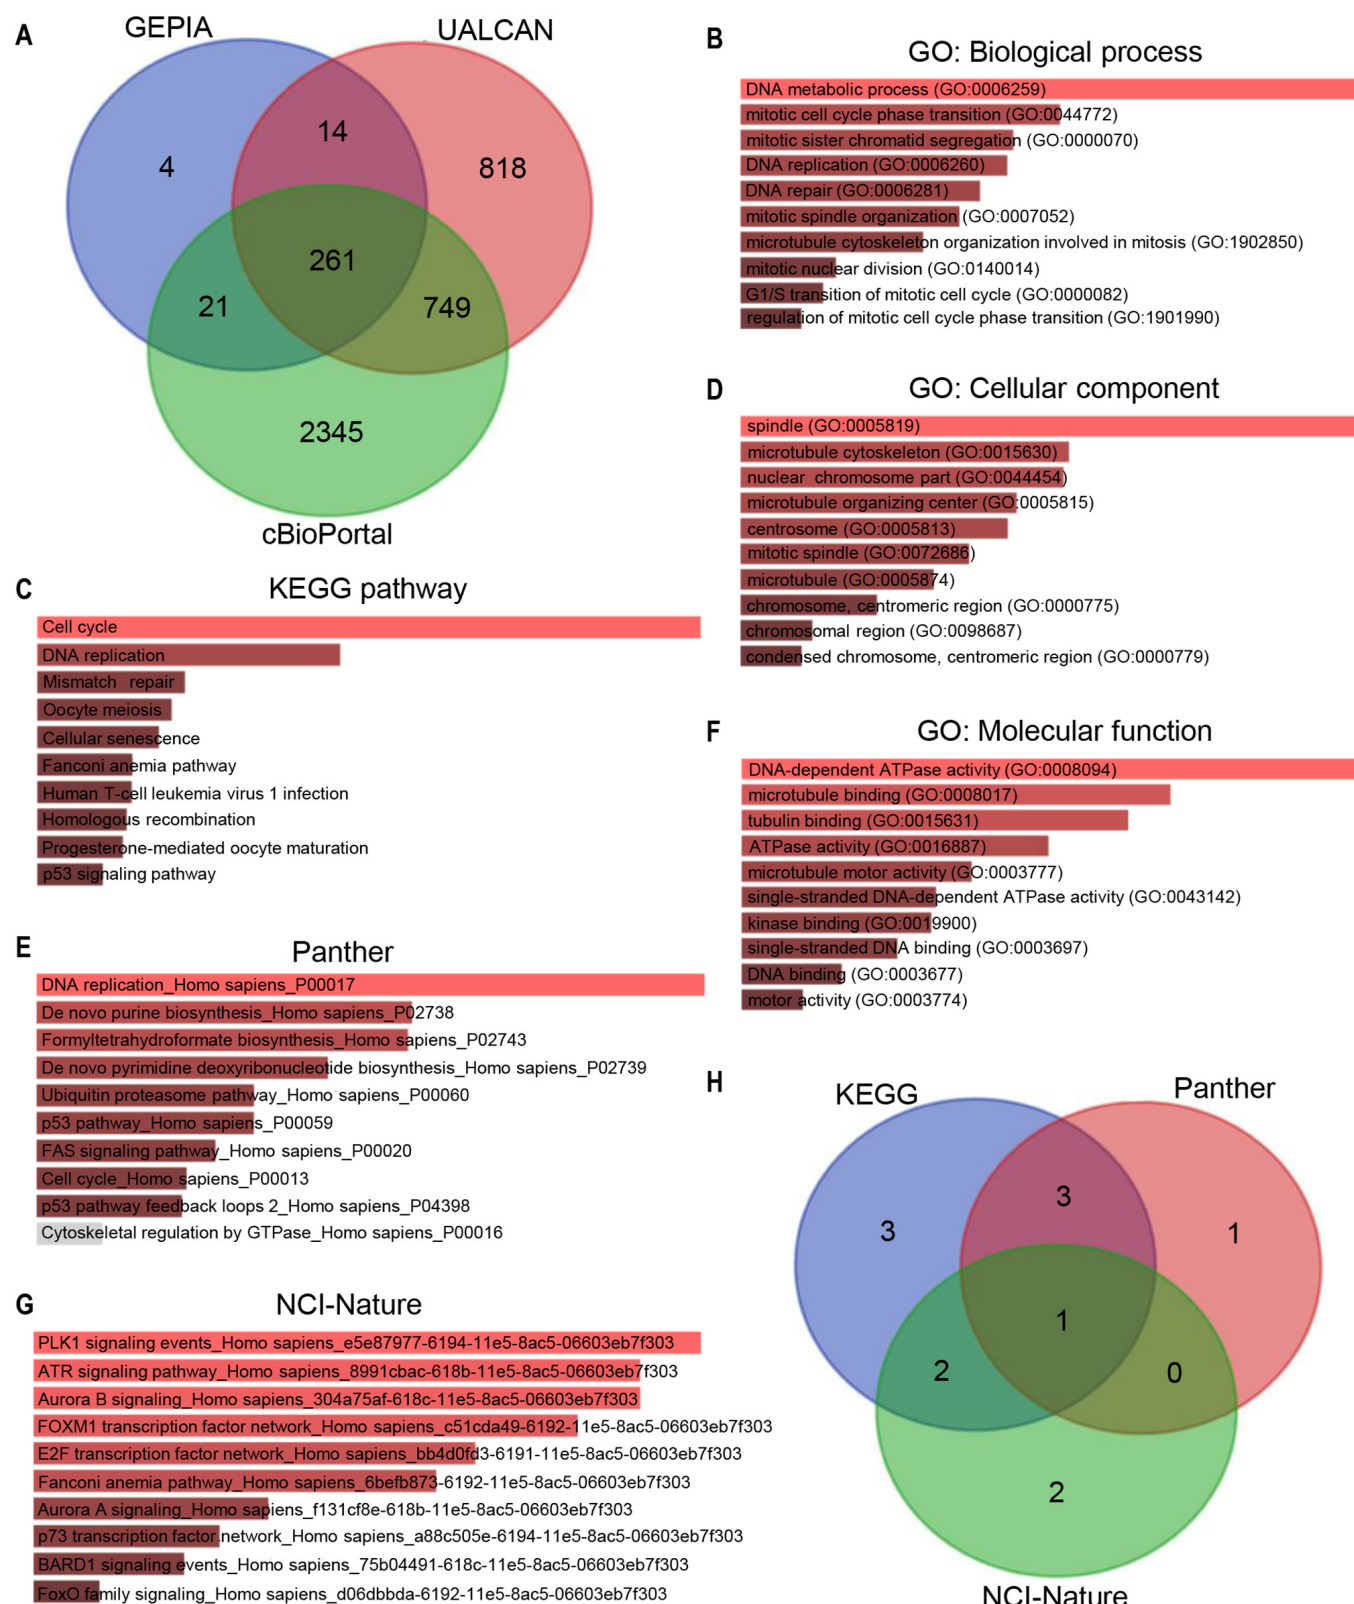 A
GEPIA
UALCAN
4
14
818
261
21
749
2345
cBioPortal
B
GO: Biological process
DNA metabolic process (GO:0006259)
mitotic cell cycle phase transition (GO:0044772)
mitotic sister chromatid segregation (GO:0000070)
DNA replication (GO:0006260)
DNA repair (GO:0006281)
mitotic spindle organization (GO:0007052)
microtubule cytoskeleton organization involved in mitosis (GO:1902850)
mitotic nuclear division (GO:0140014)
G1/S transition of mitotic cell cycle (GO:0000082)
regulation of mitotic cell cycle phase transition (GO:1901990)
C
KEGG pathway
Cell cycle
DNA replication
Mismatch repair
Oocyte meiosis
Cellular senescence
Fanconi anemia pathway
Human T-cell leukemia virus 1 infection
Homologous recombination
Progesterone-mediated oocyte maturation
p53 signaling pathway
D
GO: Cellular component
spindle (GO:0005819)
microtubule cytoskeleton (GO:0015630)
nuclear chromosome part (GO:0044454)
microtubule organizing center (GO:0005815)
centrosome (GO:0005813)
mitotic spindle (GO:0072686)
microtubule (GO:0005874)
chromosome, centromeric region (GO:0000775)
chromosomal region (GO:0098687)
condensed chromosome, centromeric region (GO:0000779)
E
Panther
DNA replication_Homo sapiens_P00017
De novo purine biosynthesis_Homo sapiens_P02738
Formyltetrahydroformate biosynthesis_Homo sapiens_P02743
De novo pyrimidine deoxyribonucleotide biosynthesis_Homo sapiens_P02739
Ubiquitin proteasome pathway_Homo sapiens_P00060
p53 pathway_Homo sapiens_P00059
FAS signaling pathway_Homo sapiens_P00020
Cell cycle_Homo sapiens_P00013
p53 pathway feedback loops 2_Homo sapiens_P04398
Cytoskeletal regulation by GTPase_Homo sapiens_P00016
F
GO: Molecular function
DNA-dependent ATPase activity (GO:0008094)
microtubule binding (GO:0008017)
tubulin binding (GO:0015631)
ATPase activity (GO:0016887)
microtubule motor activity (GO:0003777)
single-stranded DNA-dependent ATPase activity (GO:0043142)
kinase binding (GO:0019900)
single-stranded DNA binding (GO:0003697)
DNA binding (GO:0003677)
motor activity (GO:0003774)
G
NCI-Nature
PLK1 signaling events_Homo sapiens_e5e87977-6194-11e5-8ac5-06603eb7f303
ATR signaling pathway_Homo sapiens_8991cbac-618b-11e5-8ac5-06603eb7f303
Aurora B signaling_Homo sapiens_304a75af-618c-11e5-8ac5-06603eb7f303
FOXM1 transcription factor network_Homo sapiens_c51cda49-6192-11e5-8ac5-06603eb7f303
E2F transcription factor network_Homo sapiens_bb4d0fd3-6191-11e5-8ac5-06603eb7f303
Fanconi anemia pathway_Homo sapiens_6befb873-6192-11e5-8ac5-06603eb7f303
Aurora A signaling_Homo sapiens_f131cf8e-618b-11e5-8ac5-06603eb7f303
p73 transcription factor network_Homo sapiens_a88c505e-6194-11e5-8ac5-06603eb7f303
BARD1 signaling events_Homo sapiens_75b04491-618c-11e5-8ac5-06603eb7f303
FoxO family signaling_Homo sapiens_d06dbbda-6192-11e5-8ac5-06603eb7f303
H
KEGG
Panther
3
3
1
1
2
0
2
NCI-Nature